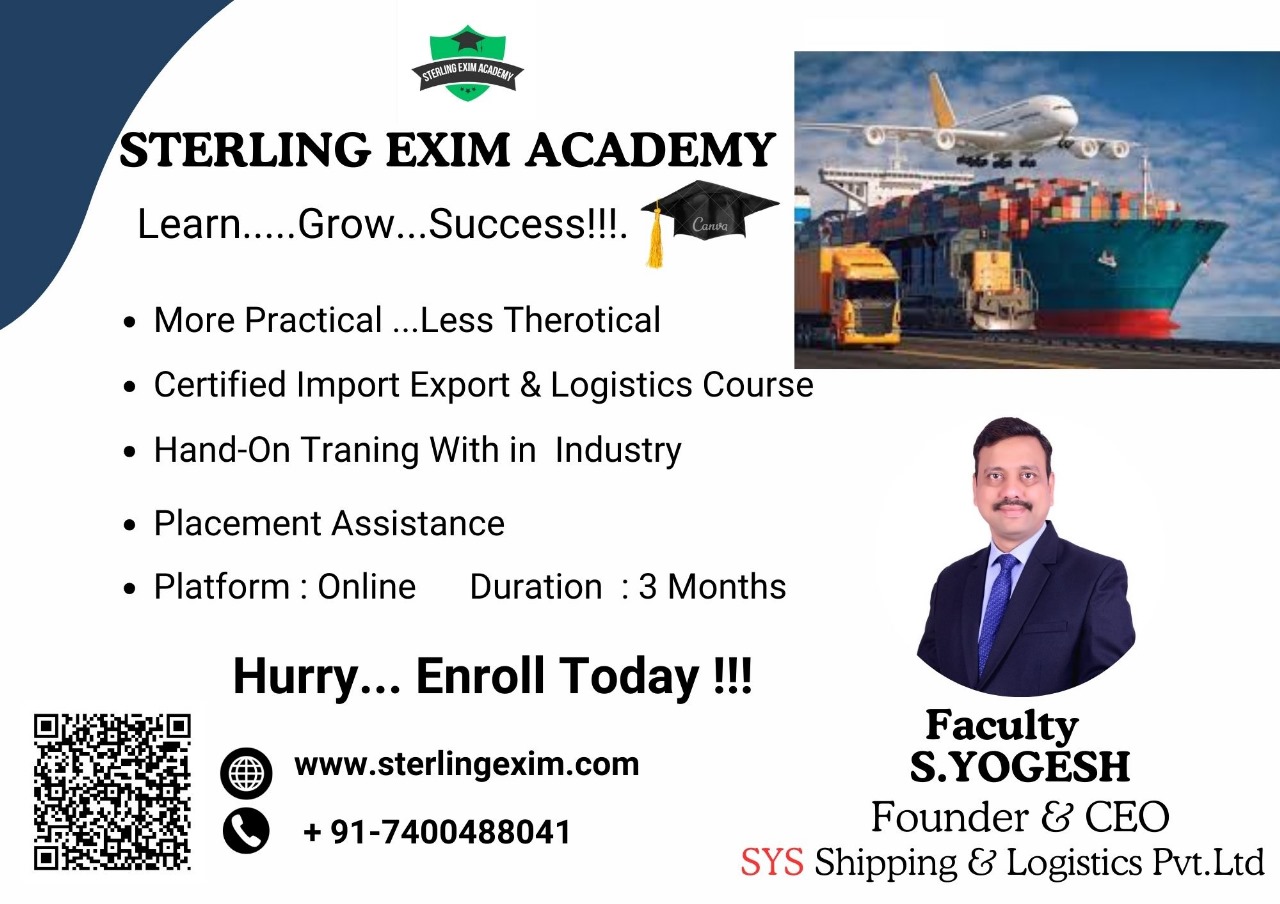 STERLING EXIM ACADEMY
STERLING EXIM ACADEMY
Learn.....Grow...Success!!!.
Canva
• More Practical ...Less Therotical
• Certified Import Export & Logistics Course
• Hand-On Traning With in  Industry
• Placement Assistance
• Platform : Online     Duration  : 3 Months
Hurry... Enroll Today !!!
www.sterlingexim.com
+ 91-7400488041
Faculty
S.YOGESH
Founder & CEO
SYS Shipping & Logistics Pvt.Ltd